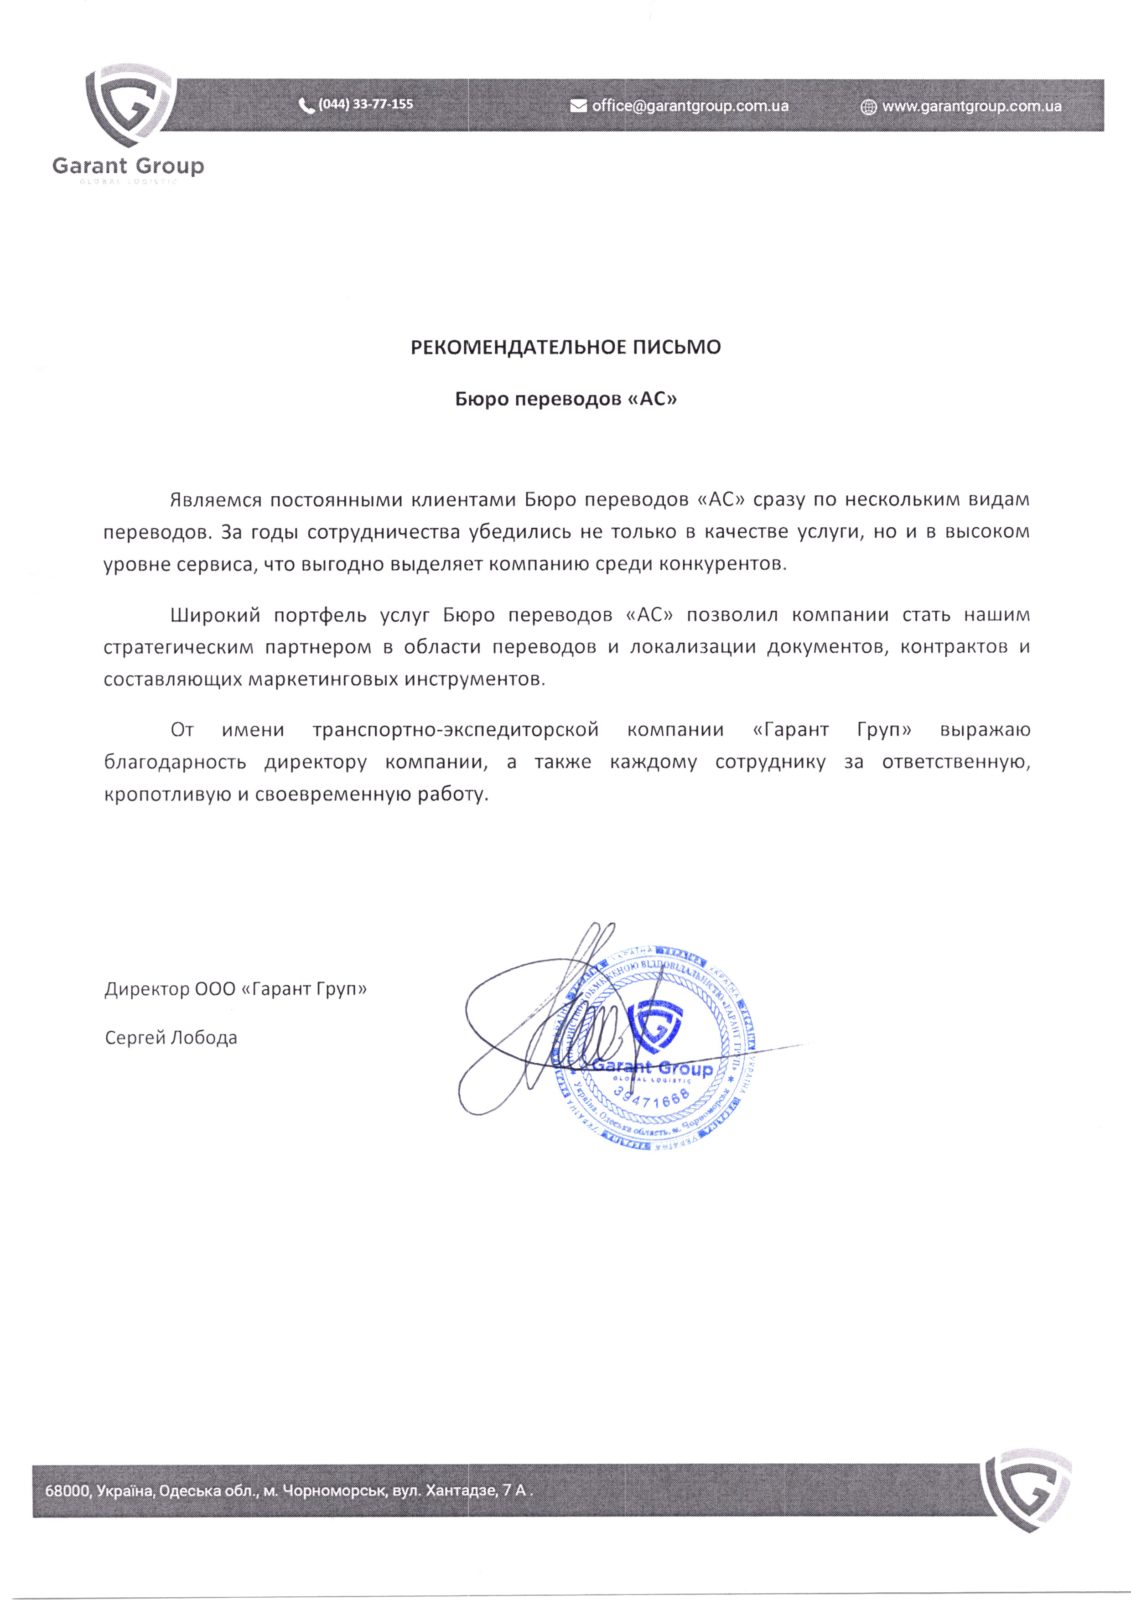 (044) 33-77-155
office@garantgroup.com.ua
www.garantgroup.com.ua
Garant Group
GLOBAL LOGISTIC
РЕКОМЕНДАТЕЛЬНОЕ ПИСЬМО
Бюро переводов «АС»
Являемся постоянными клиентами Бюро переводов «АС» сразу по нескольким видам
переводов. За годы сотрудничества убедились не только в качестве услуги, но и в высоком
уровне сервиса, что выгодно выделяет компанию среди конкурентов.
Широкий портфель услуг Бюро переводов «АС» позволил компании стать нашим
стратегическим партнером в области переводов и локализации документов, контрактов и
составляющих маркетинговых инструментов.
От имени транспортно-экспедиторской компании «Гарант Груп» выражаю
благодарность директору компании, а также каждому сотруднику за ответственную,
кропотливую и своевременную работу.
Директор ООО «Гарант Груп»
Сергей Лобода
ОБМЕЖЕНОЮ ВІДПОВІДАЛЬНІСТЮ «ГАРАНТ ГРУП»
Garant Group
GLOBAL LOGISTIC
39471668
Україна, Одеська область, м. Чорноморськ
68000, Україна, Одеська обл., м. Чорноморськ, вул. Хантадзе, 7 А .